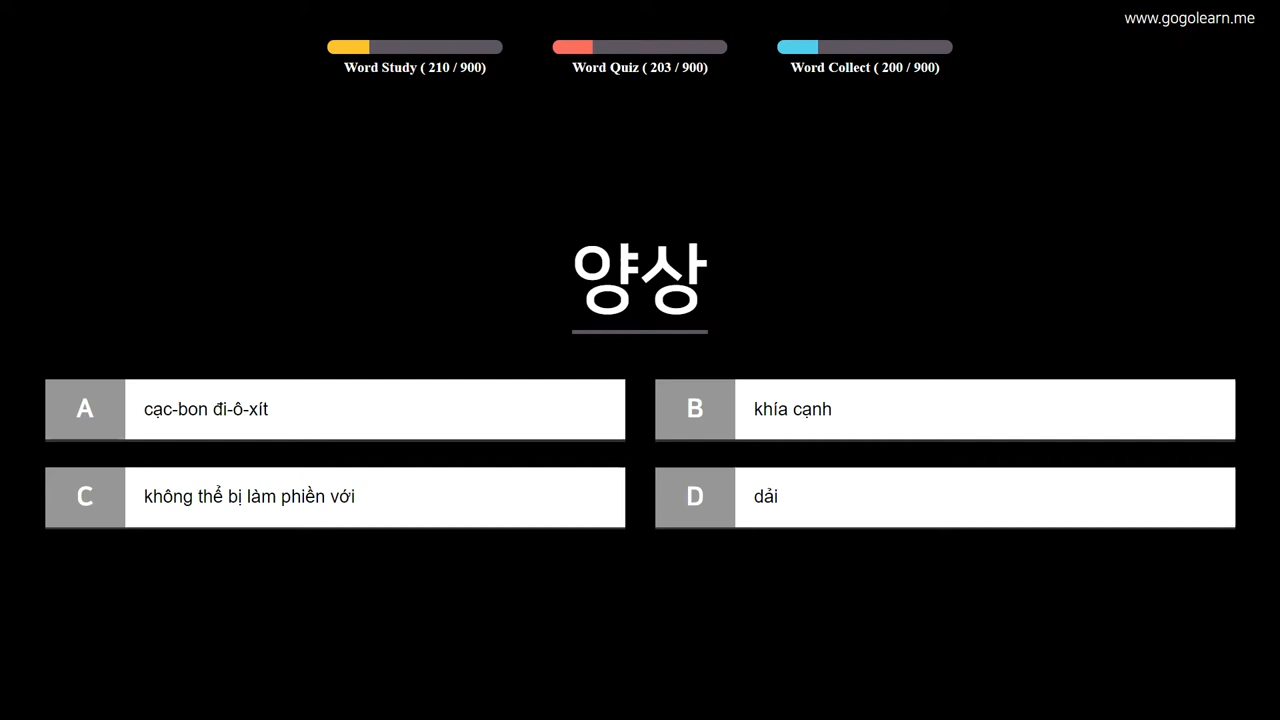 www.gogolearn.me
Word Study ( 210 / 900)
Word Quiz ( 203 / 900)
Word Collect ( 200 / 900)
양상
A cạc-bon đi-ô-xít
B khía cạnh
C không thể bị làm phiền với
D dải